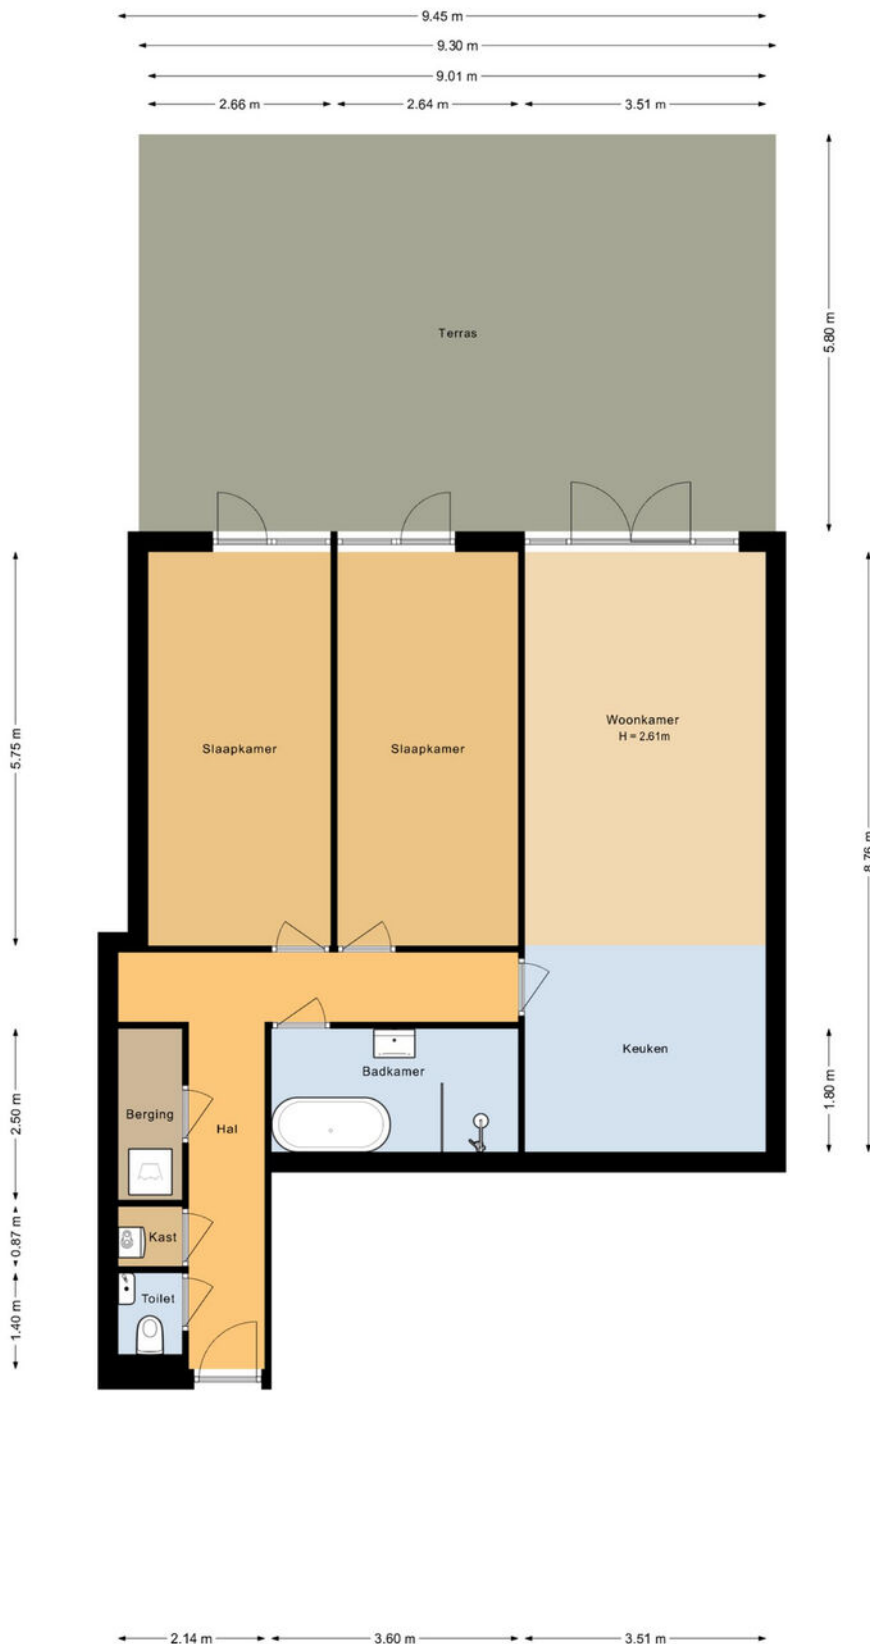 9.45 m
9.30 m
9.01 m
2.66 m
2.64 m
3.51 m
Terras
5.80 m
5.75 m
Slaapkamer
Slaapkamer
Woonkamer
H = 2.61m
8.76 m
Keuken
Badkamer
1.80 m
2.50 m
Berging
Hal
0.87 m
Kast
1.40 m
Toilet
2.14 m
3.60 m
3.51 m